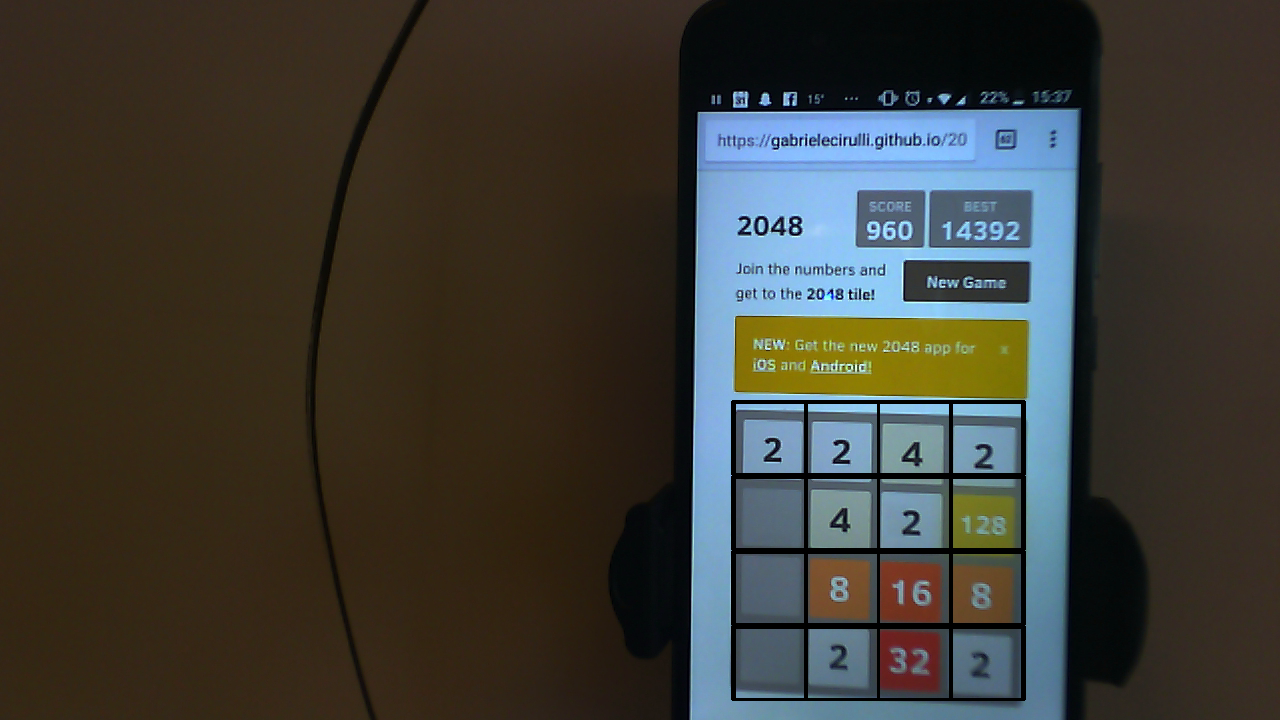 31 15° ... 22% 15:37
https://gabrielecirulli.github.io/20
2048
SCORE
960
BEST
14392
Join the numbers and
get to the 2048 tile!
New Game
NEW: Get the new 2048 app for
iOS and Android!
x
2 2 4 2
4 2 128
8 16 8
2 32 2